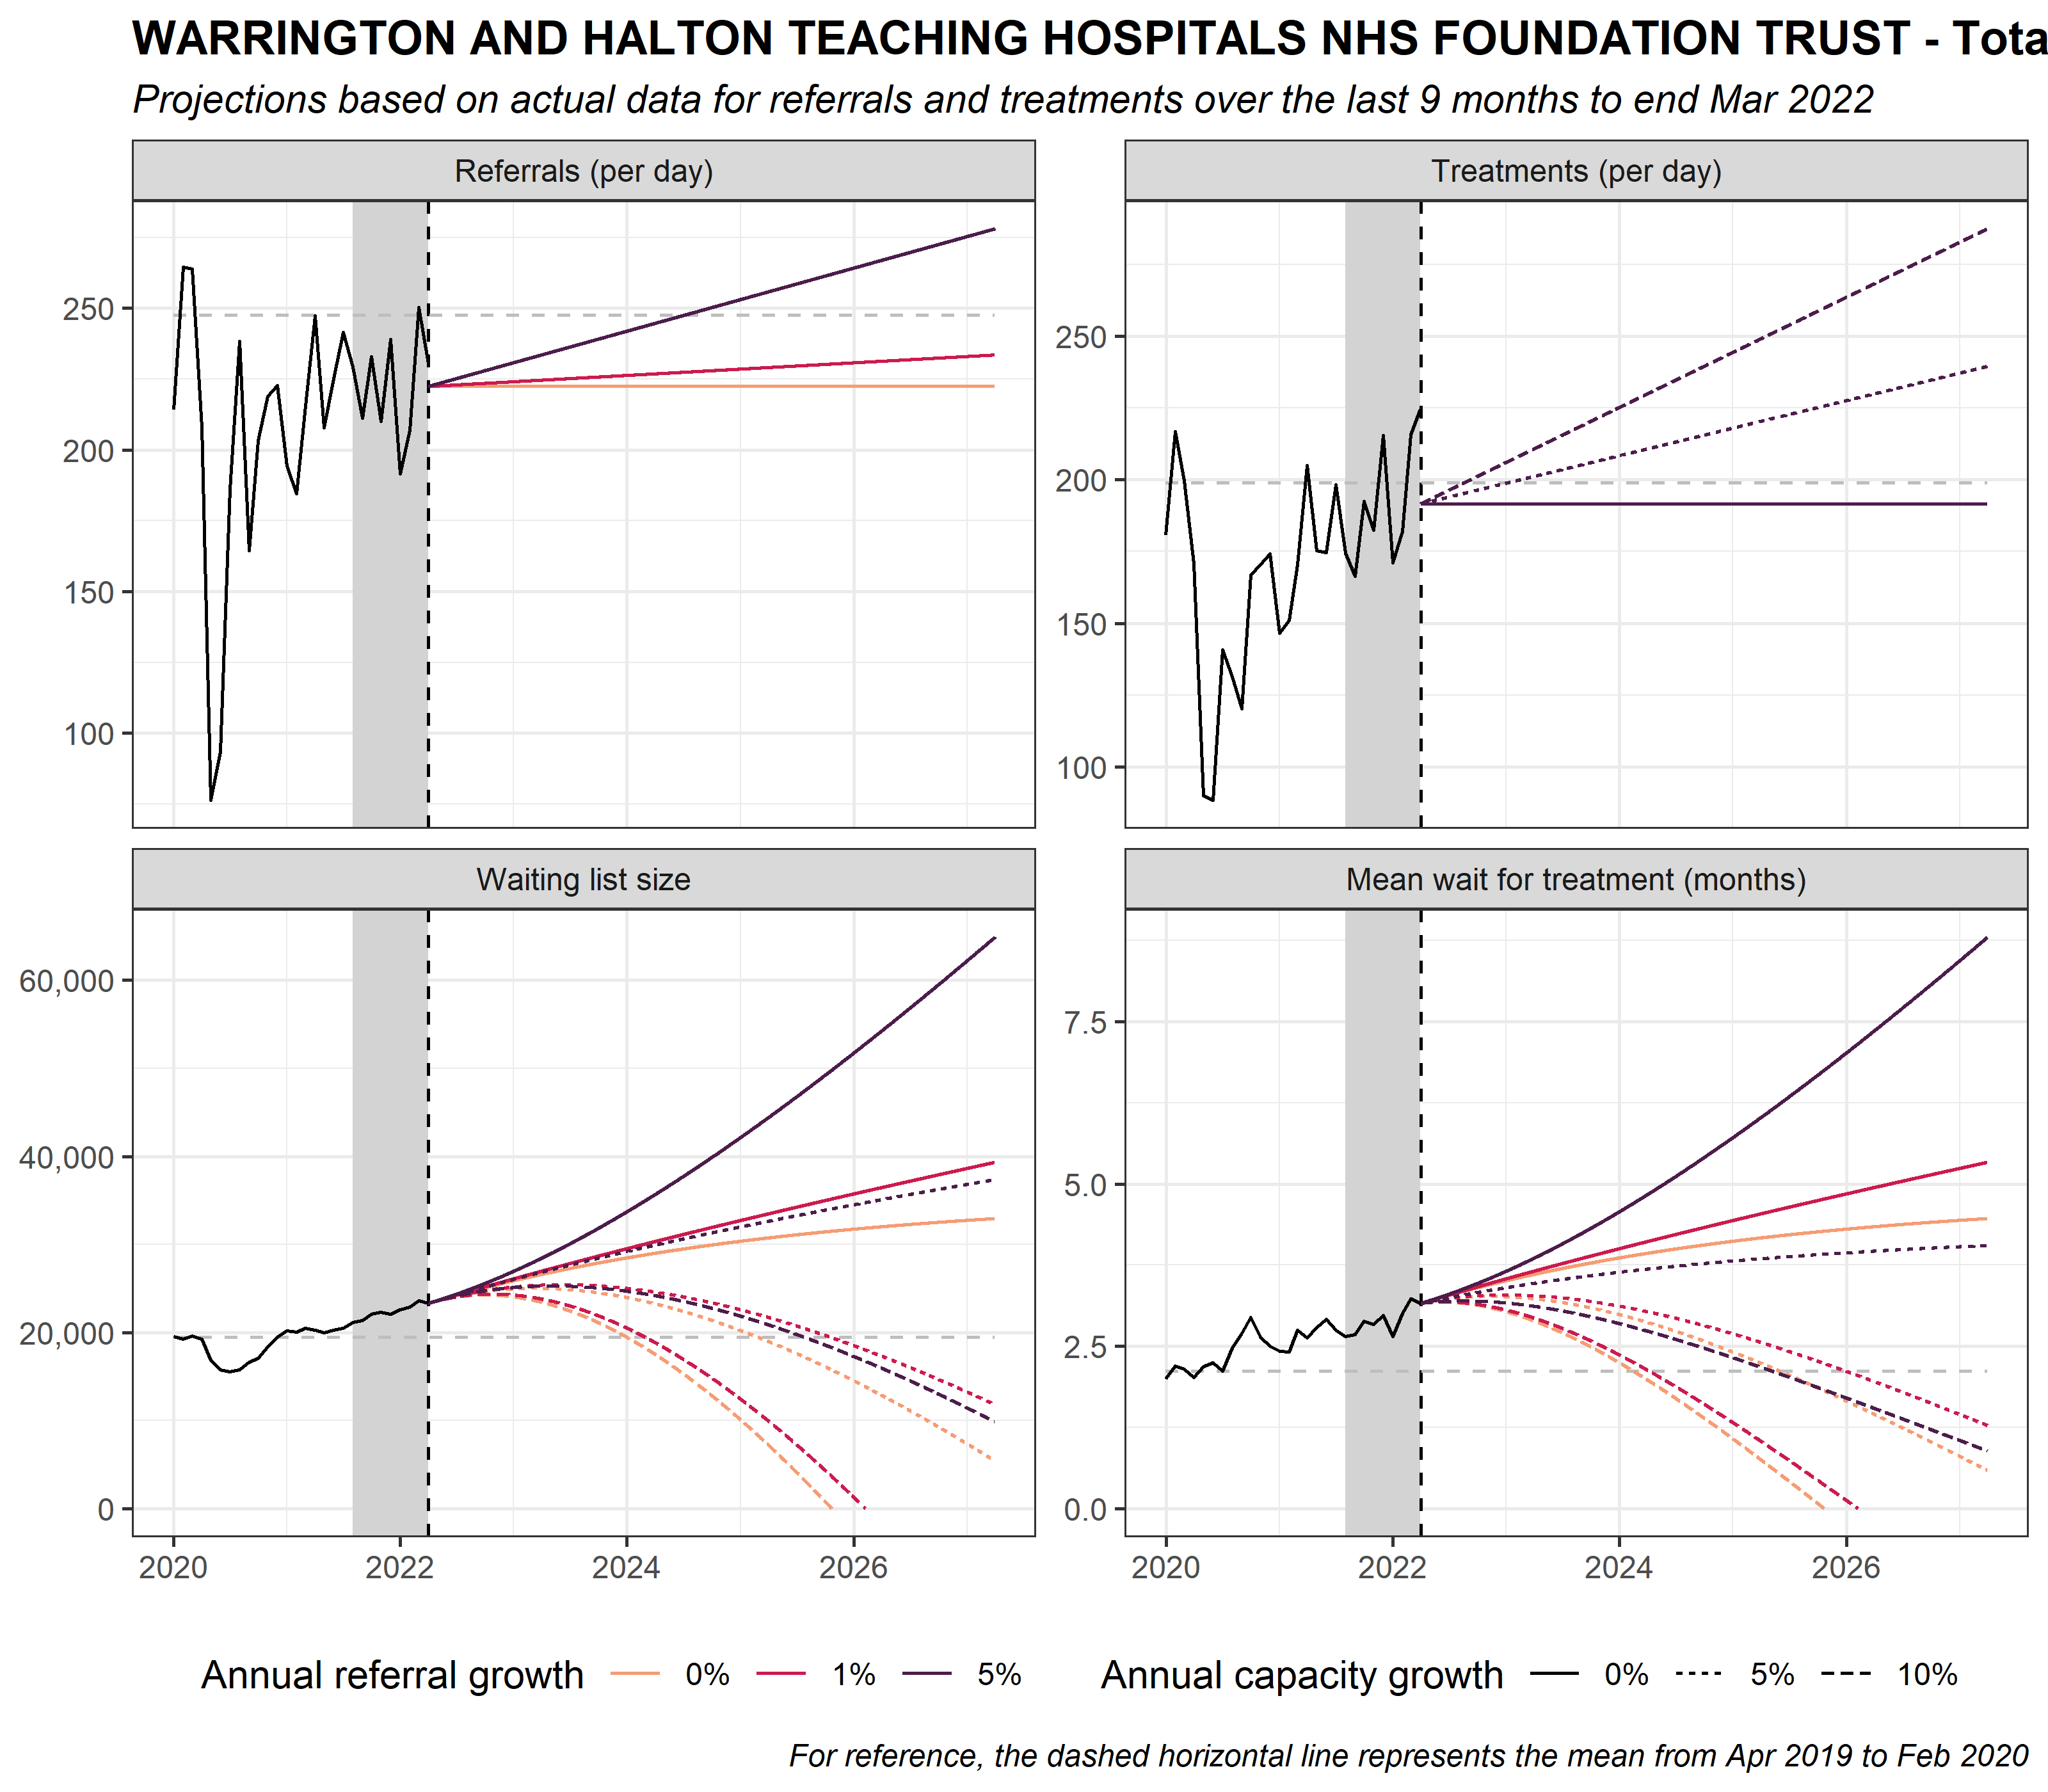 WARRINGTON AND HALTON TEACHING HOSPITALS NHS FOUNDATION TRUST - Tota
Projections based on actual data for referrals and treatments over the last 9 months to end Mar 2022
Referrals (per day)
250
200
150
100
Treatments (per day)
250
200
150
100
Waiting list size
60,000
40,000
20,000
0
2020 2022 2024 2026
Mean wait for treatment (months)
7.5
5.0
2.5
0.0
2020 2022 2024 2026
Annual referral growth 0% 1% 5%
Annual capacity growth 0% 5% 10%
For reference, the dashed horizontal line represents the mean from Apr 2019 to Feb 2020